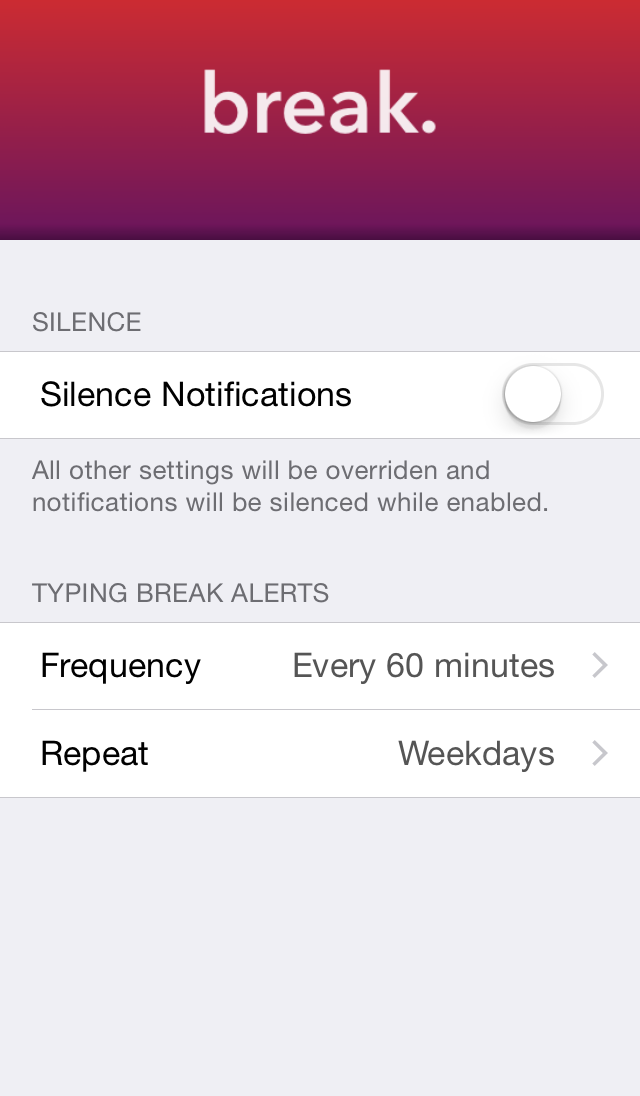 break.
SILENCE
Silence Notifications
All other settings will be overriden and
notifications will be silenced while enabled.
TYPING BREAK ALERTS
Frequency Every 60 minutes
Repeat Weekdays